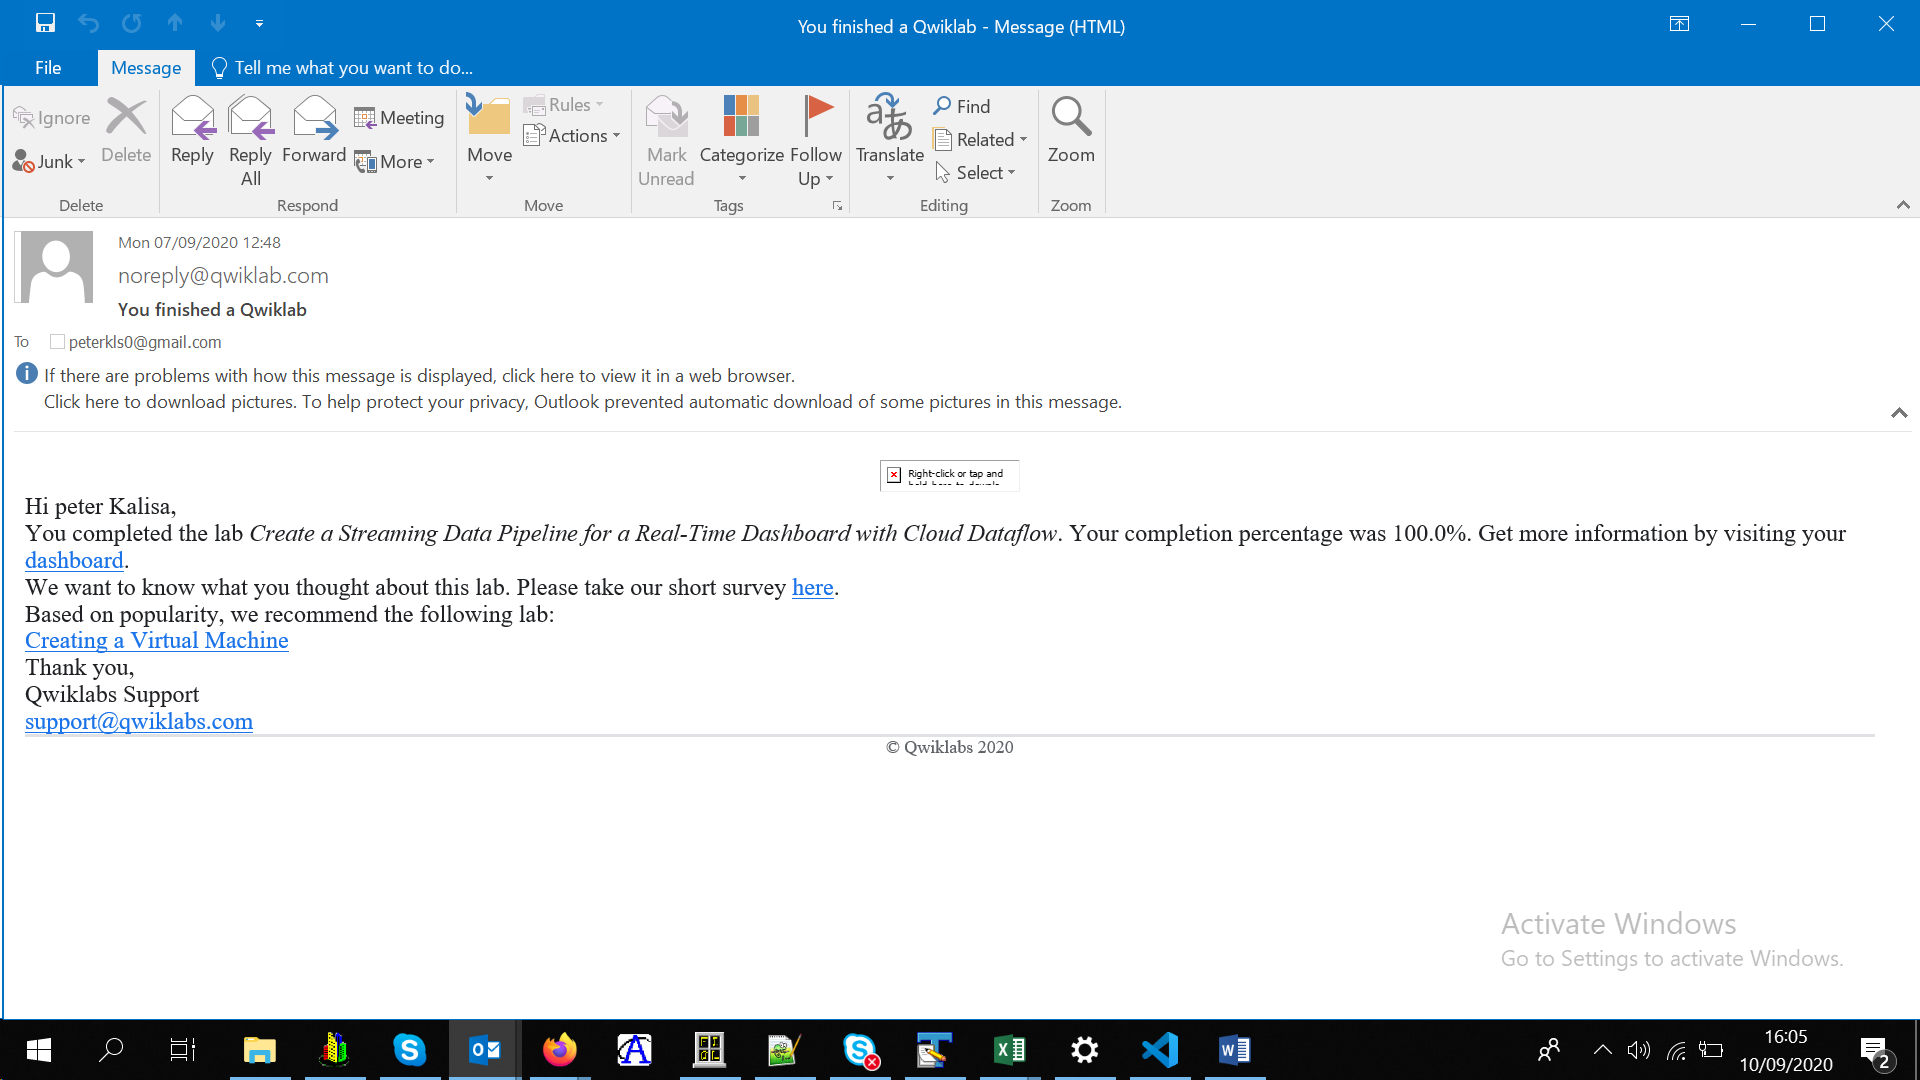 You finished a Qwiklab - Message (HTML)
File Message Tell me what you want to do...
Ignore
Junk
Delete
Reply
Reply All
Forward
Meeting
More
Move
Rules
Actions
Mark Unread
Categorize
Follow Up
Translate
Find
Related
Select
Zoom
Delete Respond Move Tags Editing Zoom
Mon 07/09/2020 12:48
noreply@qwiklab.com
You finished a Qwiklab
To peterkls0@gmail.com
If there are problems with how this message is displayed, click here to view it in a web browser.
Click here to download pictures. To help protect your privacy, Outlook prevented automatic download of some pictures in this message.
Right-click or tap and
Hi peter Kalisa,
You completed the lab Create a Streaming Data Pipeline for a Real-Time Dashboard with Cloud Dataflow. Your completion percentage was 100.0%. Get more information by visiting your
dashboard.
We want to know what you thought about this lab. Please take our short survey here.
Based on popularity, we recommend the following lab:
Creating a Virtual Machine
Thank you,
Qwiklabs Support
support@qwiklabs.com
© Qwiklabs 2020
Activate Windows
Go to Settings to activate Windows.
16:05
10/09/2020
2